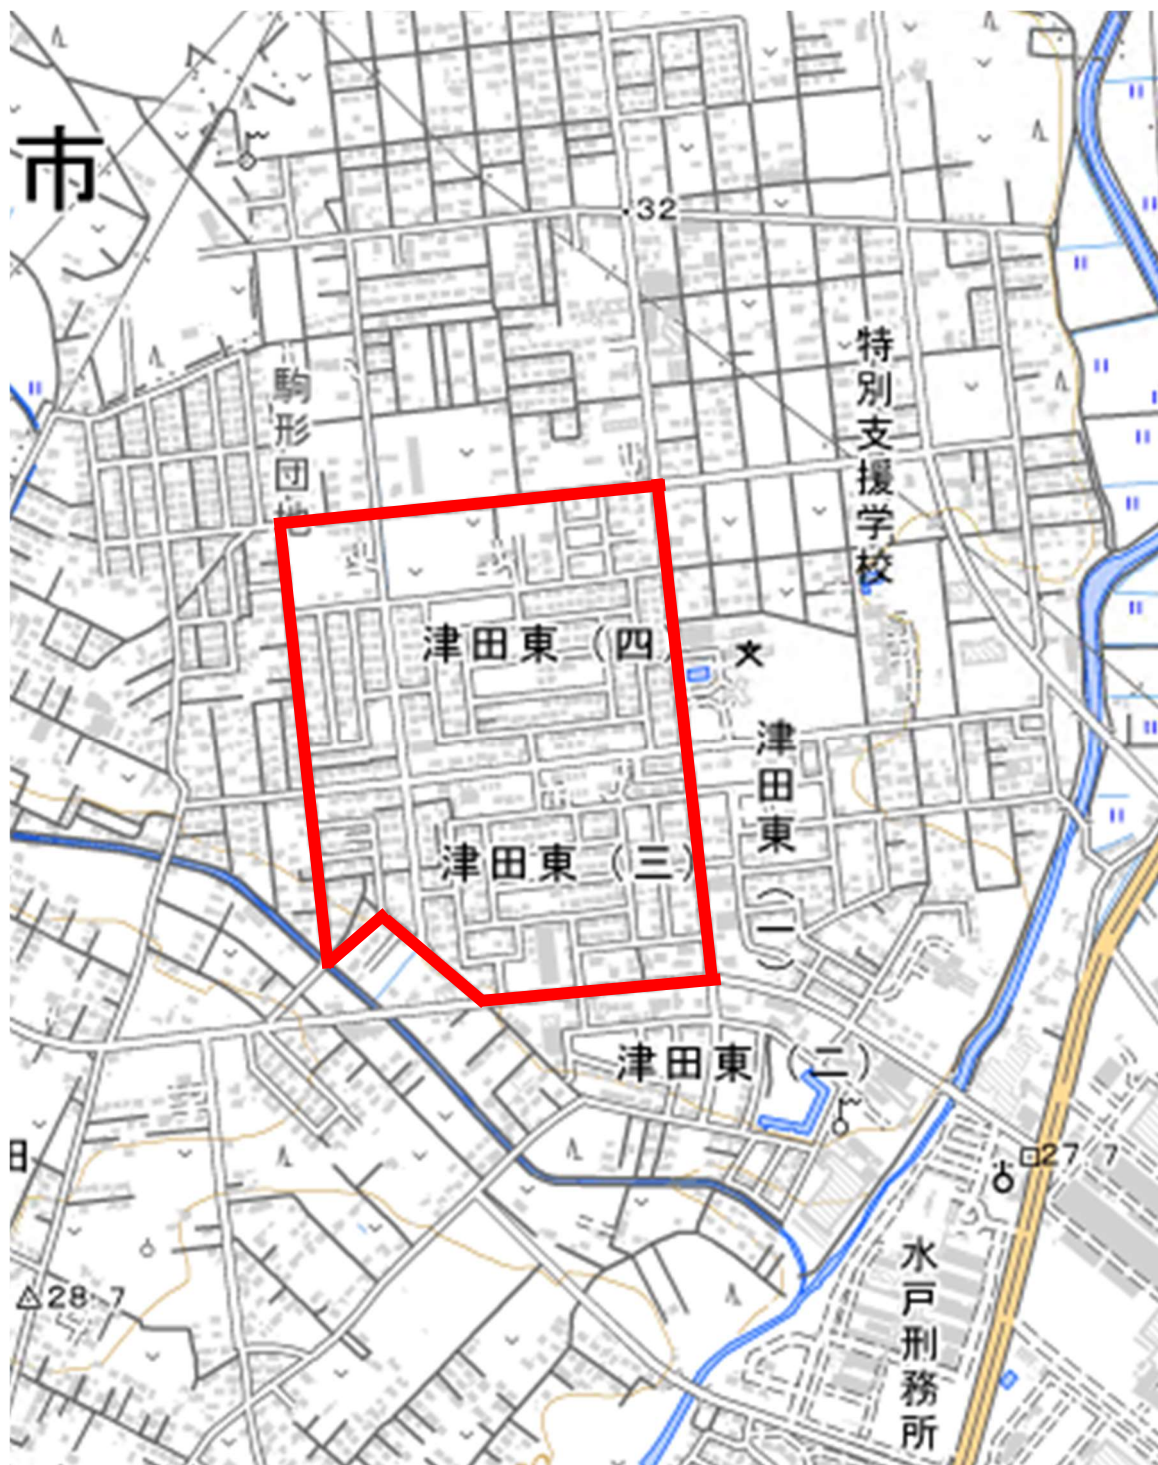 市
32
駒形団地
特別支援学校
津田東（四）
津田東（三）
津田東（一）
津田東（二）
27.7
田
28.7
水戸刑務所